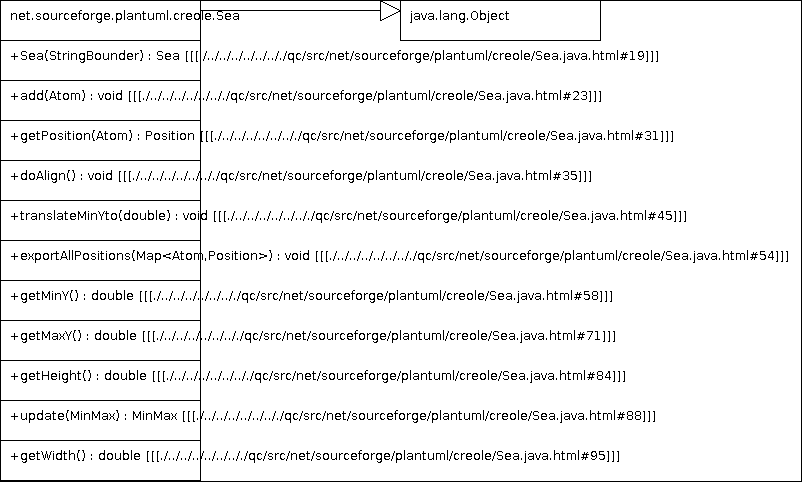 net.sourceforge.plantuml.creole.Sea
java.lang.Object
+Sea(StringBounder) : Sea [[[./../../../../../../../qc/src/net/sourceforge/plantuml/creole/Sea.java.html#19]]]
+add(Atom) : void [[[./../../../../../../../qc/src/net/sourceforge/plantuml/creole/Sea.java.html#23]]]
+getPosition(Atom) : Position [[[./../../../../../../../qc/src/net/sourceforge/plantuml/creole/Sea.java.html#31]]]
+doAlign() : void [[[./../../../../../../../qc/src/net/sourceforge/plantuml/creole/Sea.java.html#35]]]
+translateMinYto(double) : void [[[./../../../../../../../qc/src/net/sourceforge/plantuml/creole/Sea.java.html#45]]]
+exportAllPositions(Map<Atom,Position>) : void [[[./../../../../../../../qc/src/net/sourceforge/plantuml/creole/Sea.java.html#54]]]
+getMinY() : double [[[./../../../../../../../qc/src/net/sourceforge/plantuml/creole/Sea.java.html#58]]]
+getMaxY() : double [[[./../../../../../../../qc/src/net/sourceforge/plantuml/creole/Sea.java.html#71]]]
+getHeight() : double [[[./../../../../../../../qc/src/net/sourceforge/plantuml/creole/Sea.java.html#84]]]
+update(MinMax) : MinMax [[[./../../../../../../../qc/src/net/sourceforge/plantuml/creole/Sea.java.html#88]]]
+getWidth() : double [[[./../../../../../../../qc/src/net/sourceforge/plantuml/creole/Sea.java.html#95]]]